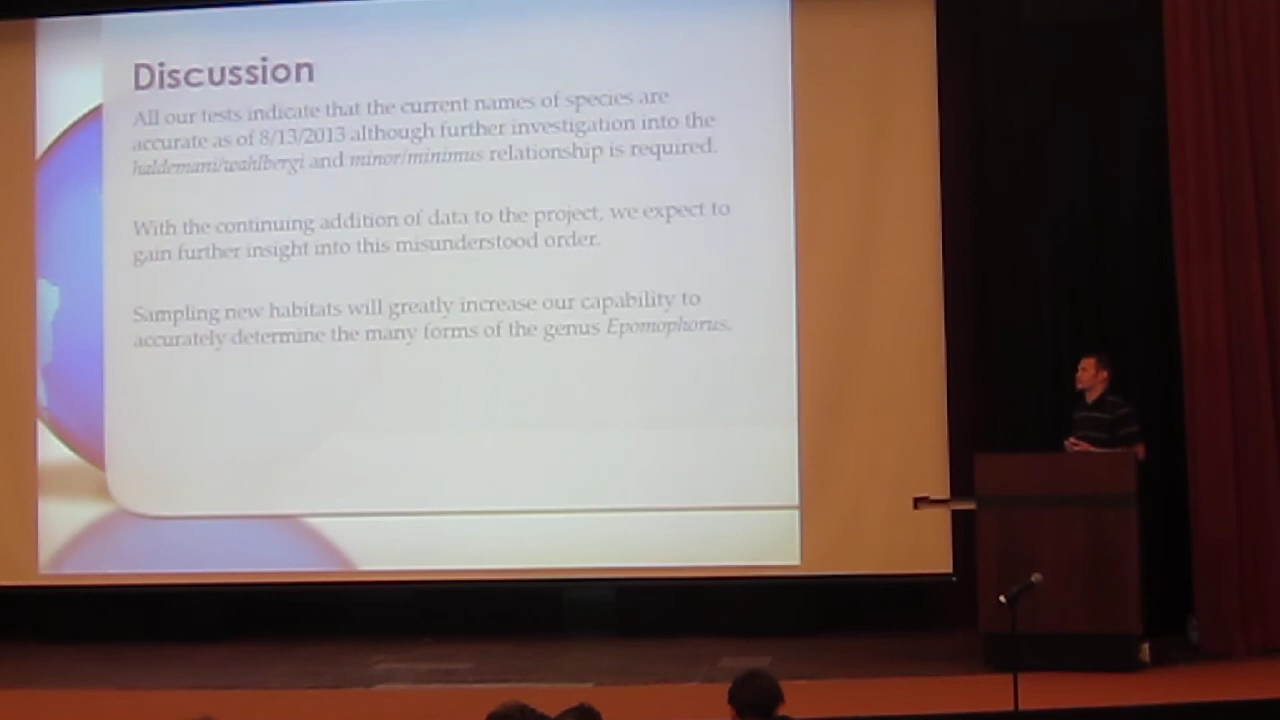 Discussion
All our tests indicate that the current names of species are
accurate as of 8/13/2013 although further investigation into the
haldemani/wahlbergi and minor/minimus relationship is required.
With the continuing addition of data to the project, we expect to
gain further insight into this misunderstood order.
Sampling new habitats will greatly increase our capability to
accurately determine the many forms of the genus Epomophorus.